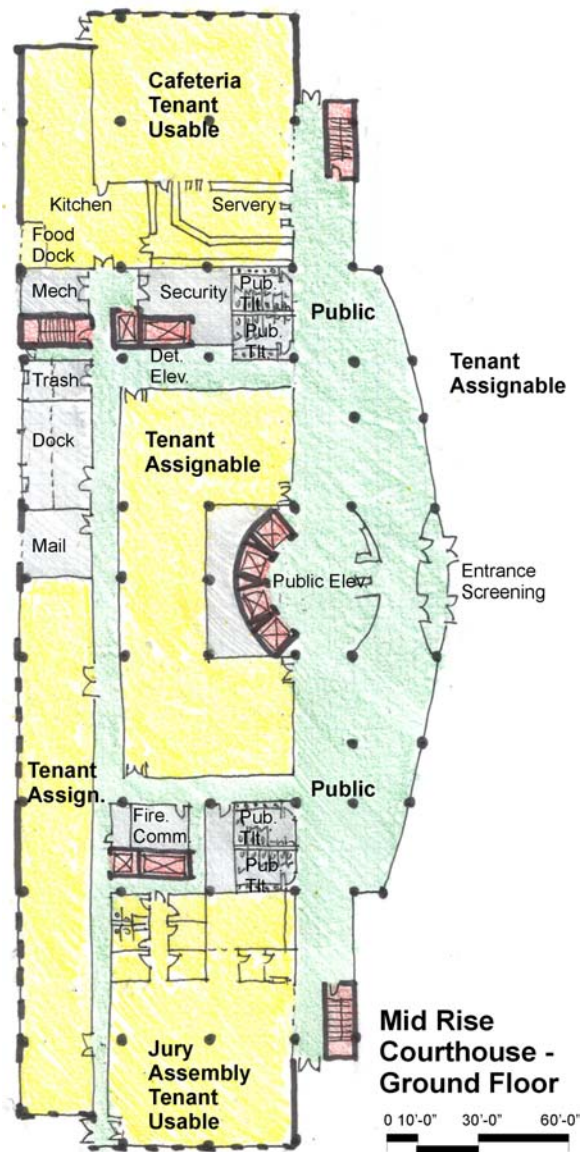 Cafeteria
Tenant
Usable
Kitchen
Servery
Food
Dock
Mech
Security
Pub.
Tlt.
Pub.
Tlt.
Public
Det.
Elev.
Tenant
Assignable
Trash
Tenant
Assignable
Dock
Mail
Public Elev.
Entrance
Screening
Tenant
Assign.
Public
Fire.
Comm.
Pub.
Tlt.
Pub.
Tlt.
Jury
Assembly
Tenant
Usable
Mid Rise
Courthouse -
Ground Floor
0 10'-0" 30'-0" 60'-0"